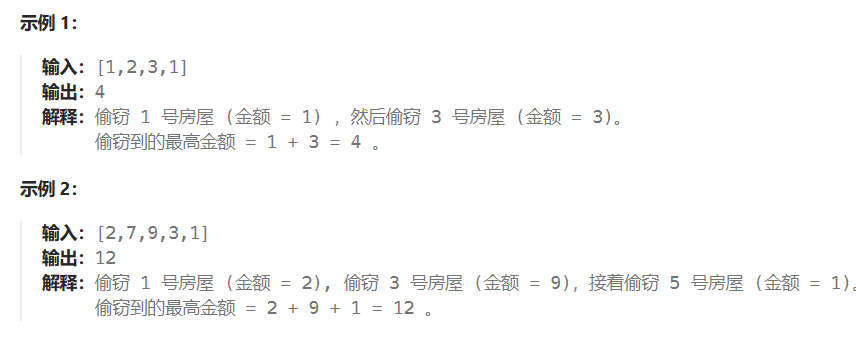 示例 1：
输入：[1,2,3,1]
输出：4
解释：偷窃 1 号房屋 (金额 = 1) ，然后偷窃 3 号房屋 (金额 = 3)。
偷窃到的最高金额 = 1 + 3 = 4 。
示例 2：
输入：[2,7,9,3,1]
输出：12
解释：偷窃 1 号房屋 (金额 = 2), 偷窃 3 号房屋 (金额 = 9)，接着偷窃 5 号房屋 (金额 = 1)。
偷窃到的最高金额 = 2 + 9 + 1 = 12 。